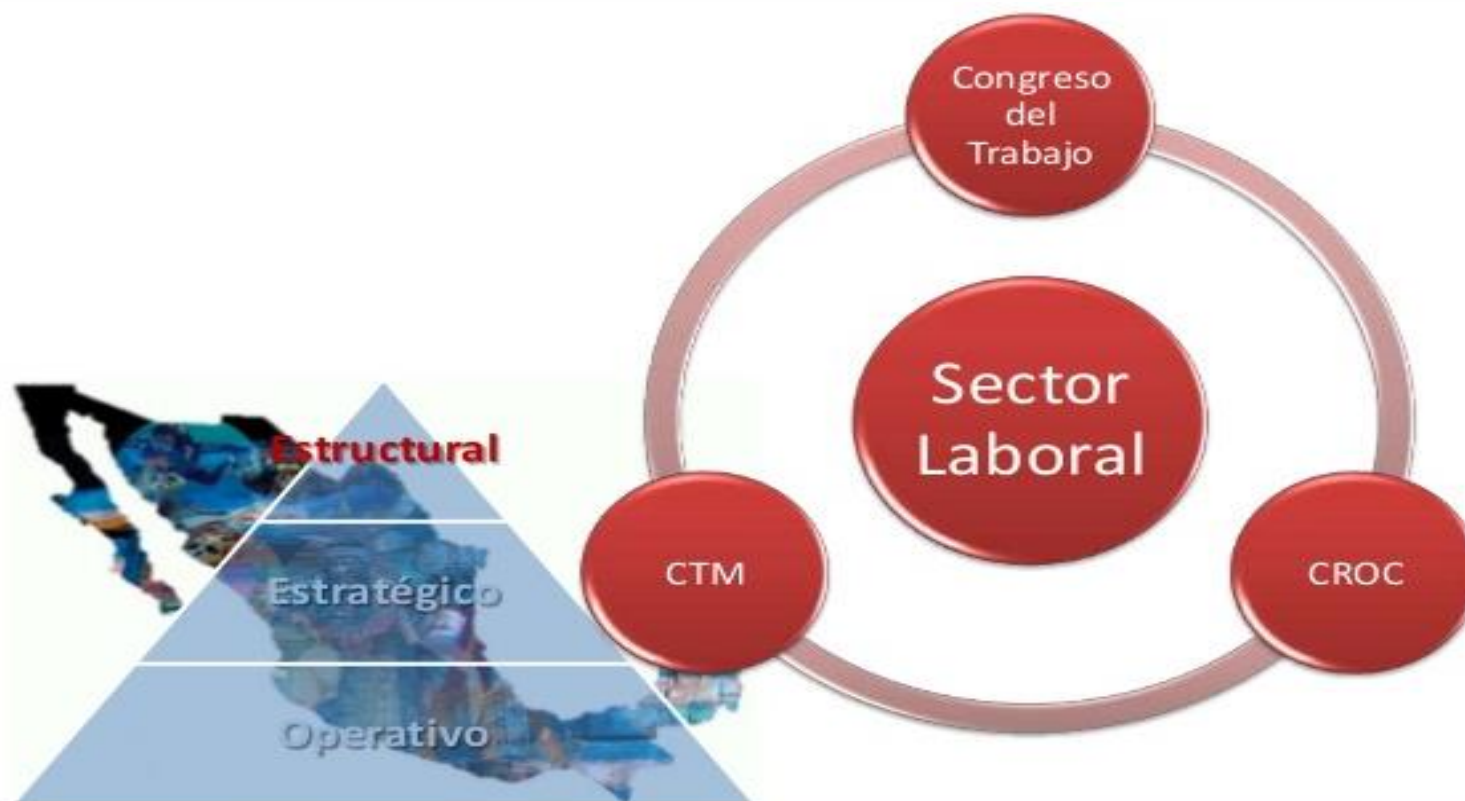 Congreso
del
Trabajo
Sector
Laboral
CTM
CROC
Estructural
Estratégico
Operativo